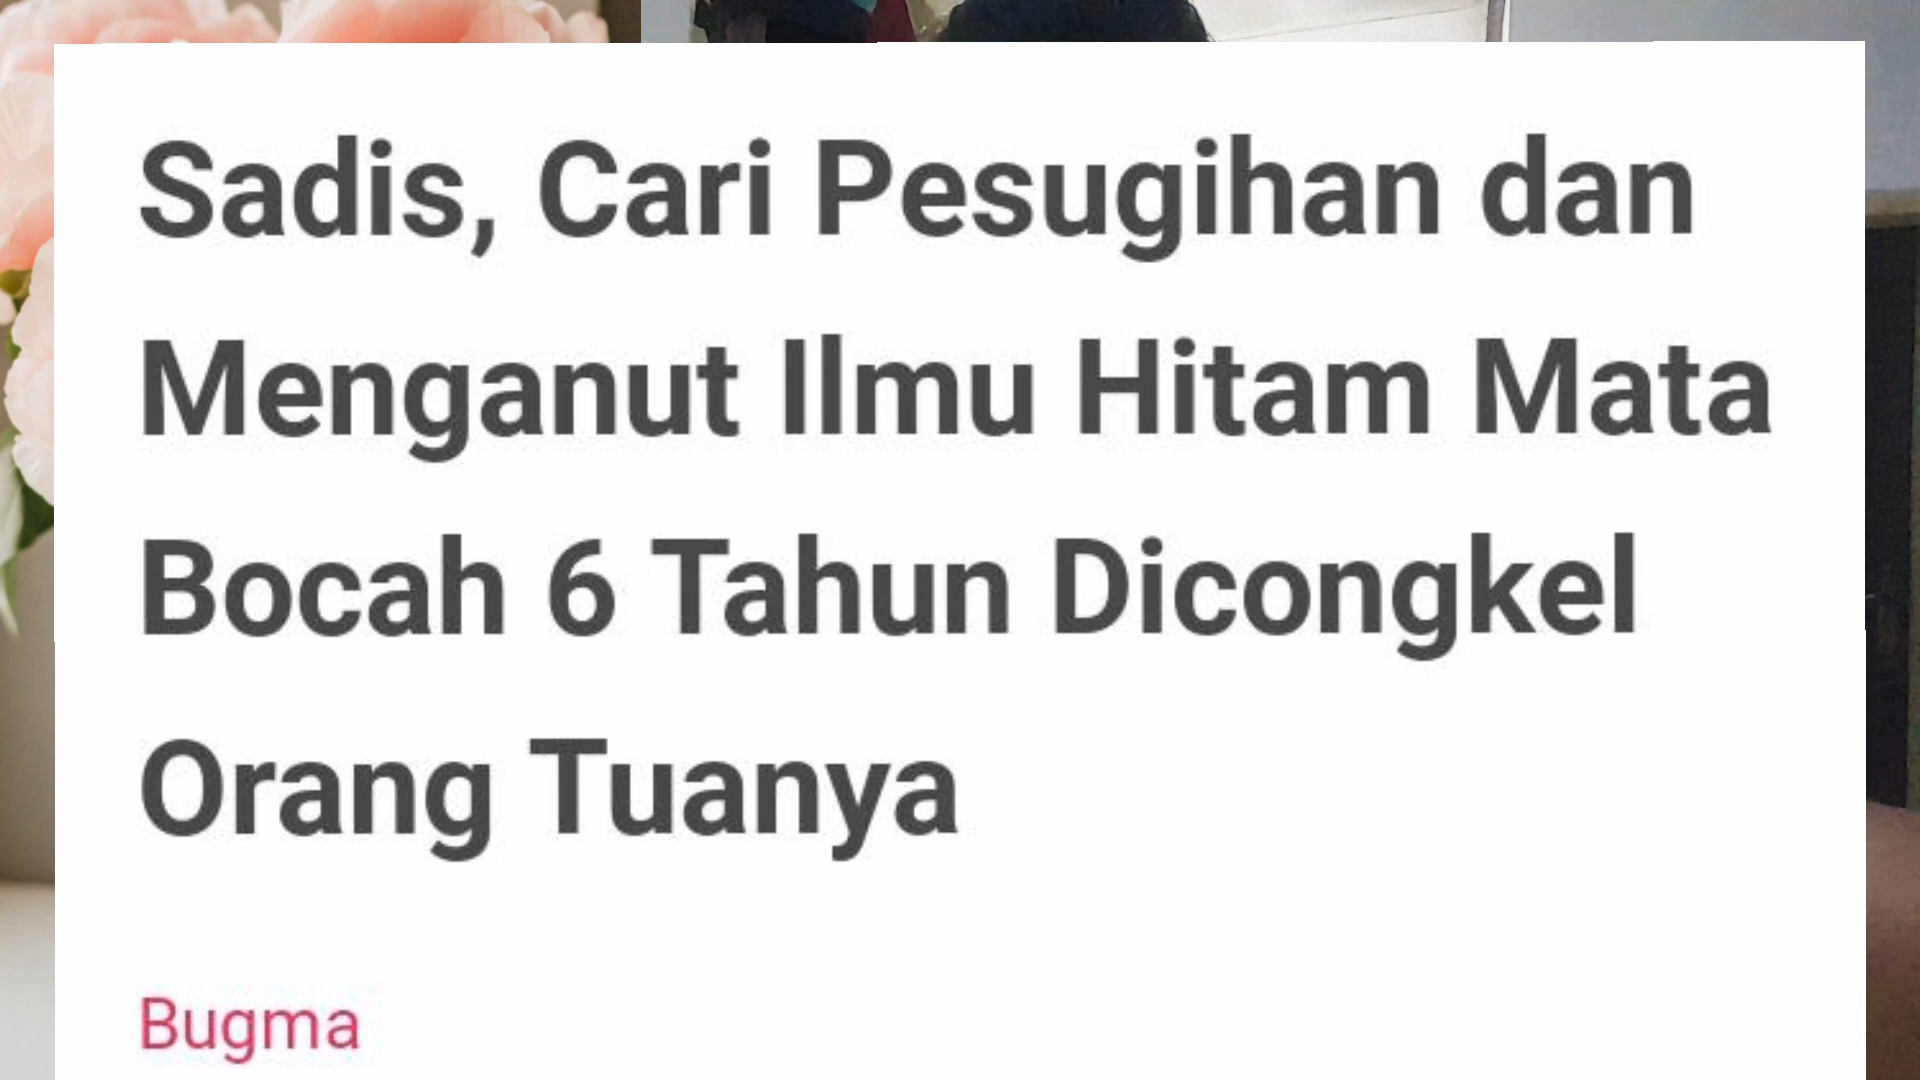 Sadis, Cari Pesugihan dan
Menganut Ilmu Hitam Mata
Bocah 6 Tahun Dicongkel
Orang Tuanya
Bugma